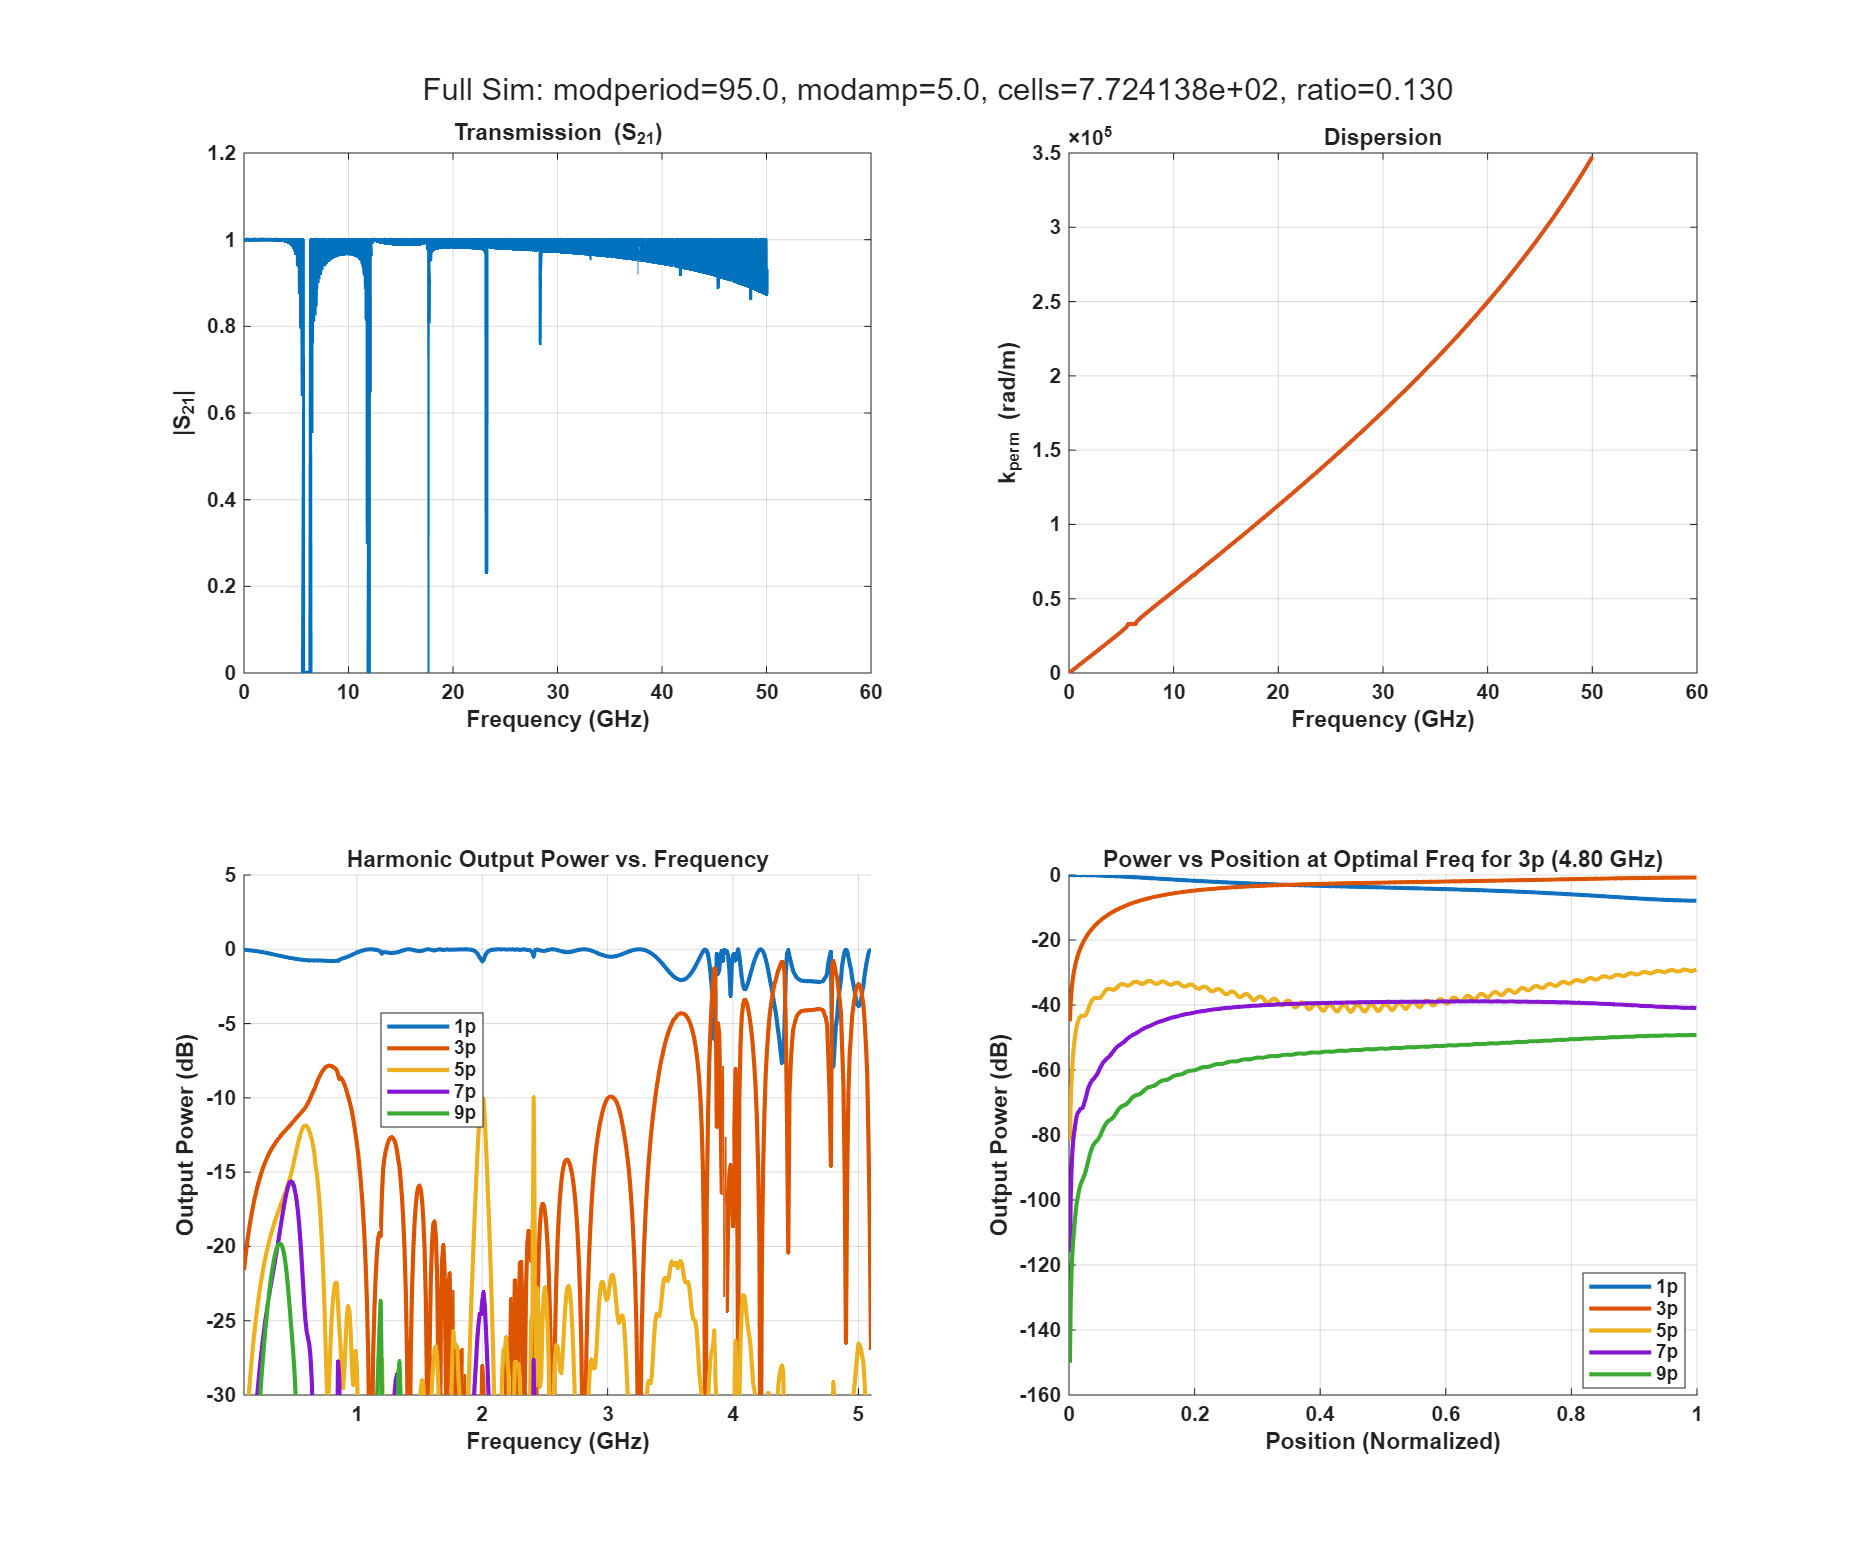 Full Sim: modperiod=95.0, modamp=5.0, cells=7.724138e+02, ratio=0.130
Transmission (S21)
1.2
1
0.8
0.6
0.4
0.2
0
|S21|
0 10 20 30 40 50 60
Frequency (GHz)
×10^5
Dispersion
3.5
3
2.5
2
1.5
1
0.5
0
kperm (rad/m)
0 10 20 30 40 50 60
Frequency (GHz)
Harmonic Output Power vs. Frequency
5
0
-5
-10
-15
-20
-25
-30
Output Power (dB)
1p
3p
5p
7p
9p
1 2 3 4 5
Frequency (GHz)
Power vs Position at Optimal Freq for 3p (4.80 GHz)
0
-20
-40
-60
-80
-100
-120
-140
-160
Output Power (dB)
1p
3p
5p
7p
9p
0 0.2 0.4 0.6 0.8 1
Position (Normalized)